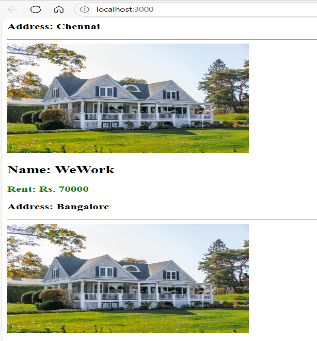 localhost:3000
Address: Chennai
Name: WeWork
Rent: Rs. 70000
Address: Bangalore